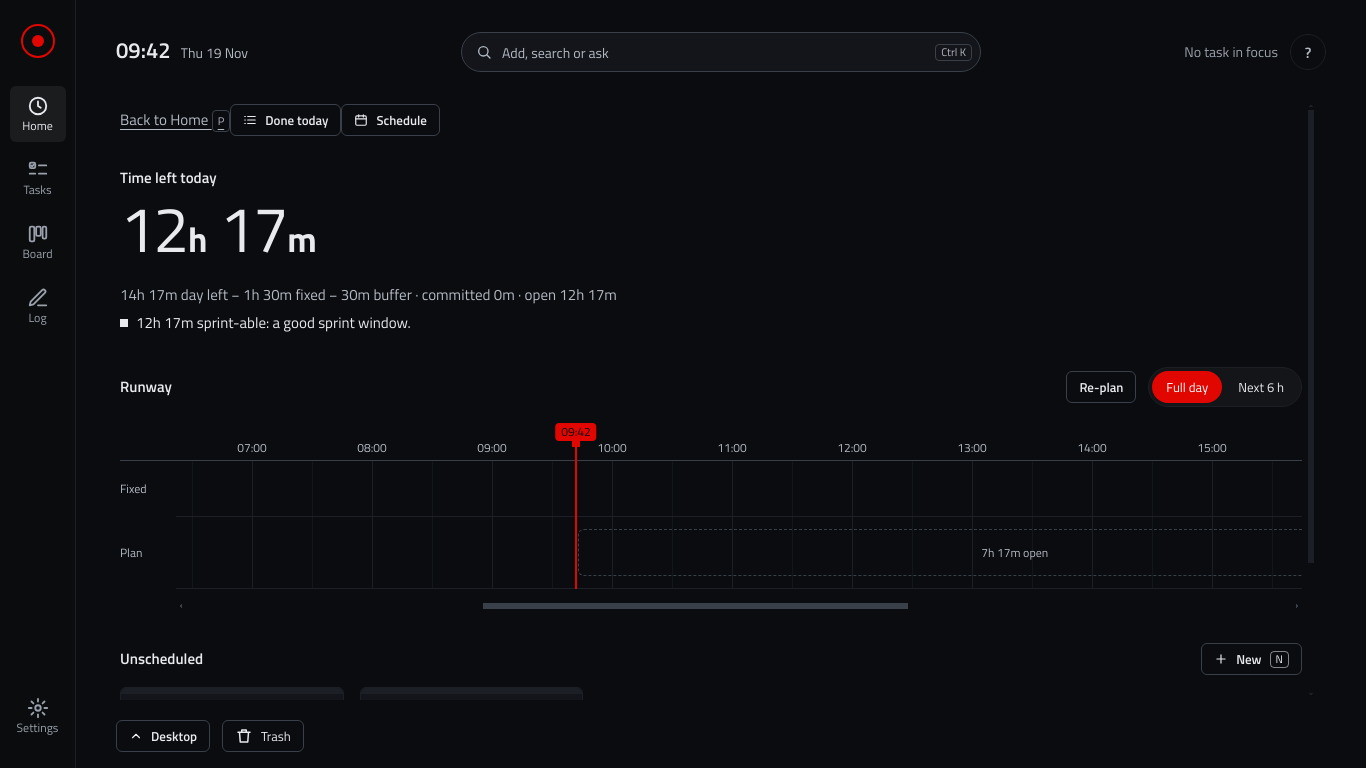 09:42 Thu 19 Nov
Add, search or ask Ctrl K
No task in focus ?
Home
Tasks
Board
Log
Settings
Back to Home P Done today Schedule
Time left today
12h 17m
14h 17m day left – 1h 30m fixed – 30m buffer · committed 0m · open 12h 17m
12h 17m sprint-able: a good sprint window.
Runway Re-plan Full day Next 6 h
09:42
07:00 08:00 09:00 10:00 11:00 12:00 13:00 14:00 15:00
Fixed
Plan 7h 17m open
Unscheduled New N
Desktop Trash